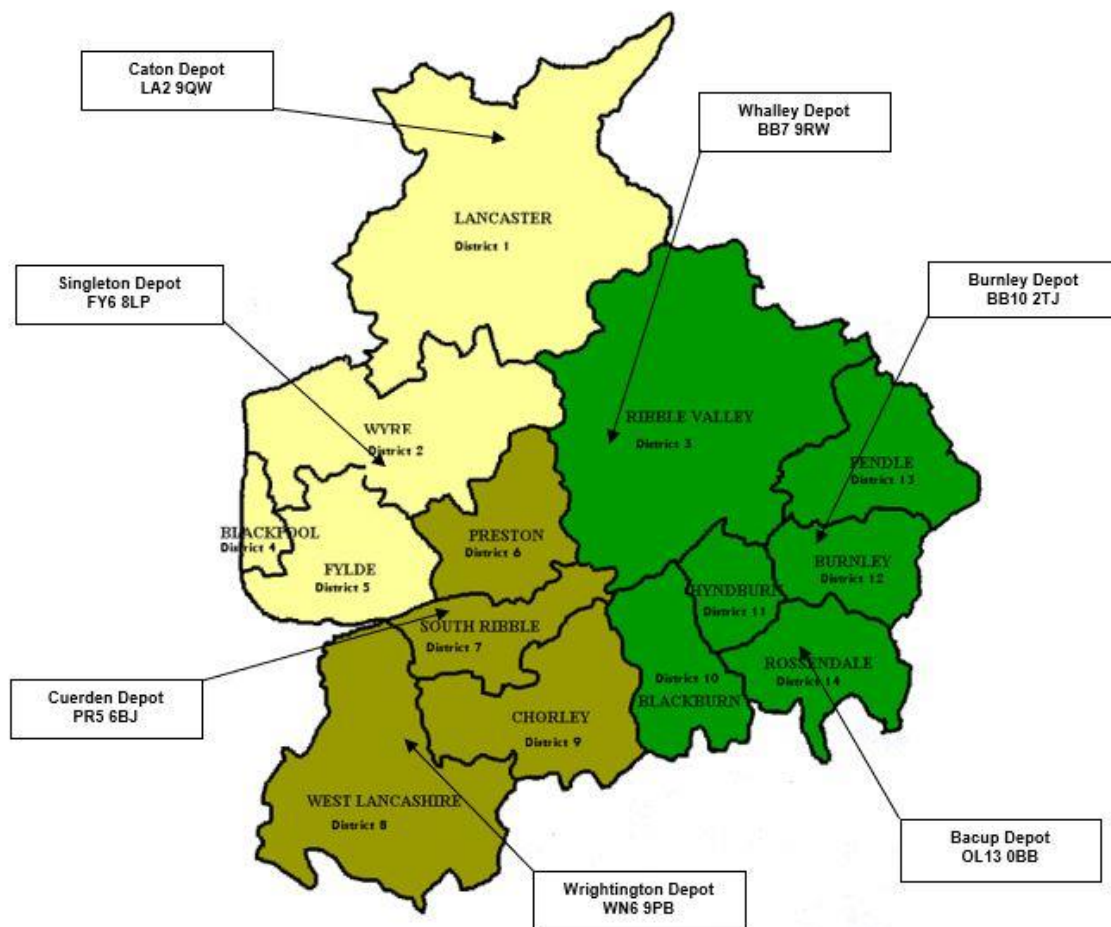 Caton Depot
LA2 9QW
Whalley Depot
BB7 9RW
LANCASTER
District 1
Singleton Depot
FY6 8LP
Burnley Depot
BB10 2TJ
WYRE
District 2
RIBBLE VALLEY
District 3
PENDLE
District 13
BLACKPOOL
District 4
PRESTON
District 6
FYLDE
District 5
BURNLEY
District 12
HYNDBURN
District 11
SOUTH RIBBLE
District 7
ROSSENDALE
District 14
District 10
BLACKBURN
Cuerden Depot
PR5 6BJ
CHORLEY
District 9
WEST LANCASHIRE
District 8
Bacup Depot
OL13 0BB
Wrightington Depot
WN6 9PB